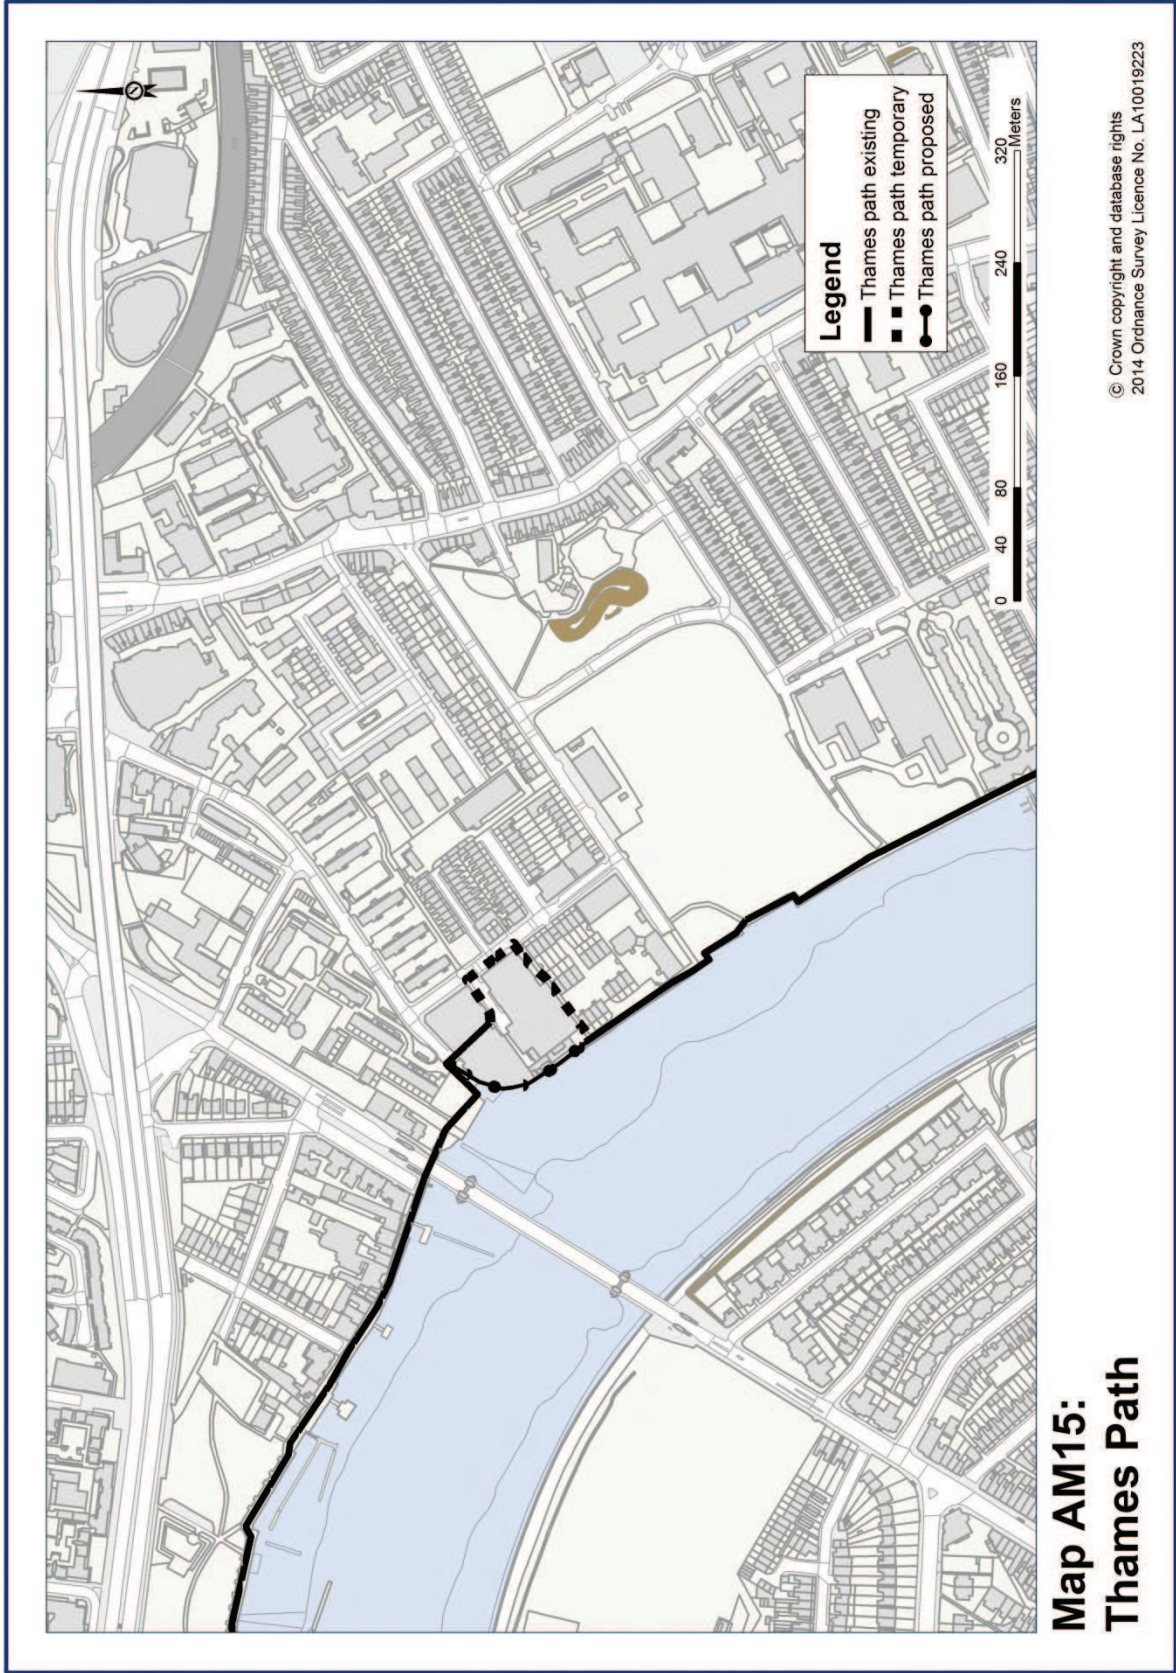 Map AM15:
Thames Path
Legend
Thames path existing
Thames path temporary
Thames path proposed
0 40 80 160 240 320
Meters
© Crown copyright and database rights
2014 Ordnance Survey Licence No. LA10019223